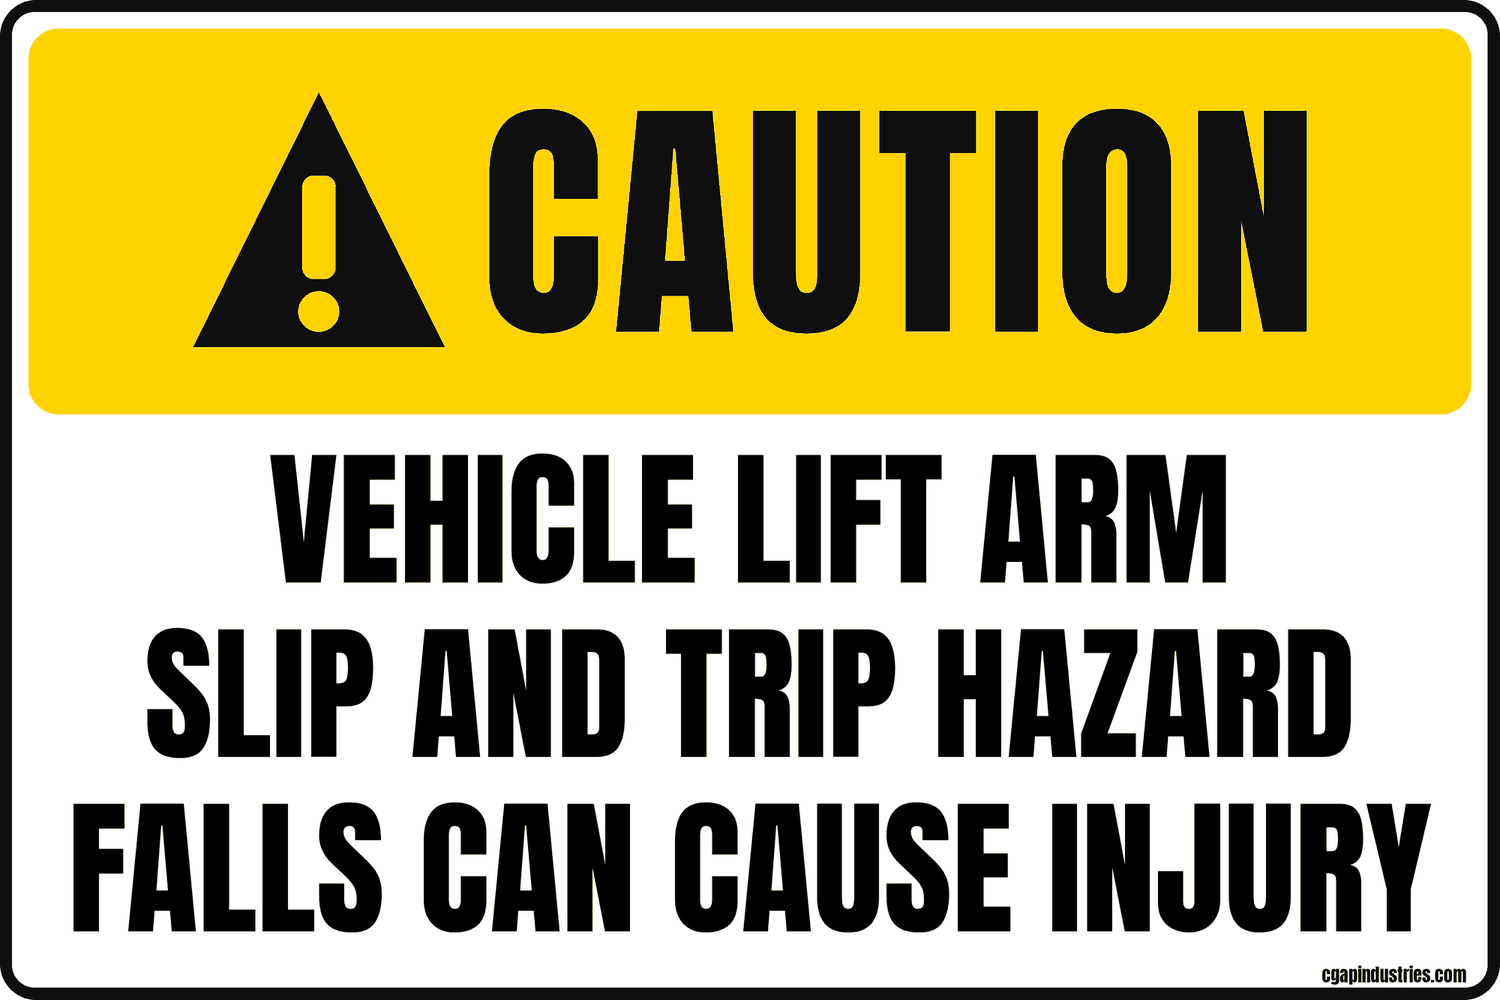 CAUTION
VEHICLE LIFT ARM
SLIP AND TRIP HAZARD
FALLS CAN CAUSE INJURY
cgapindustries.com